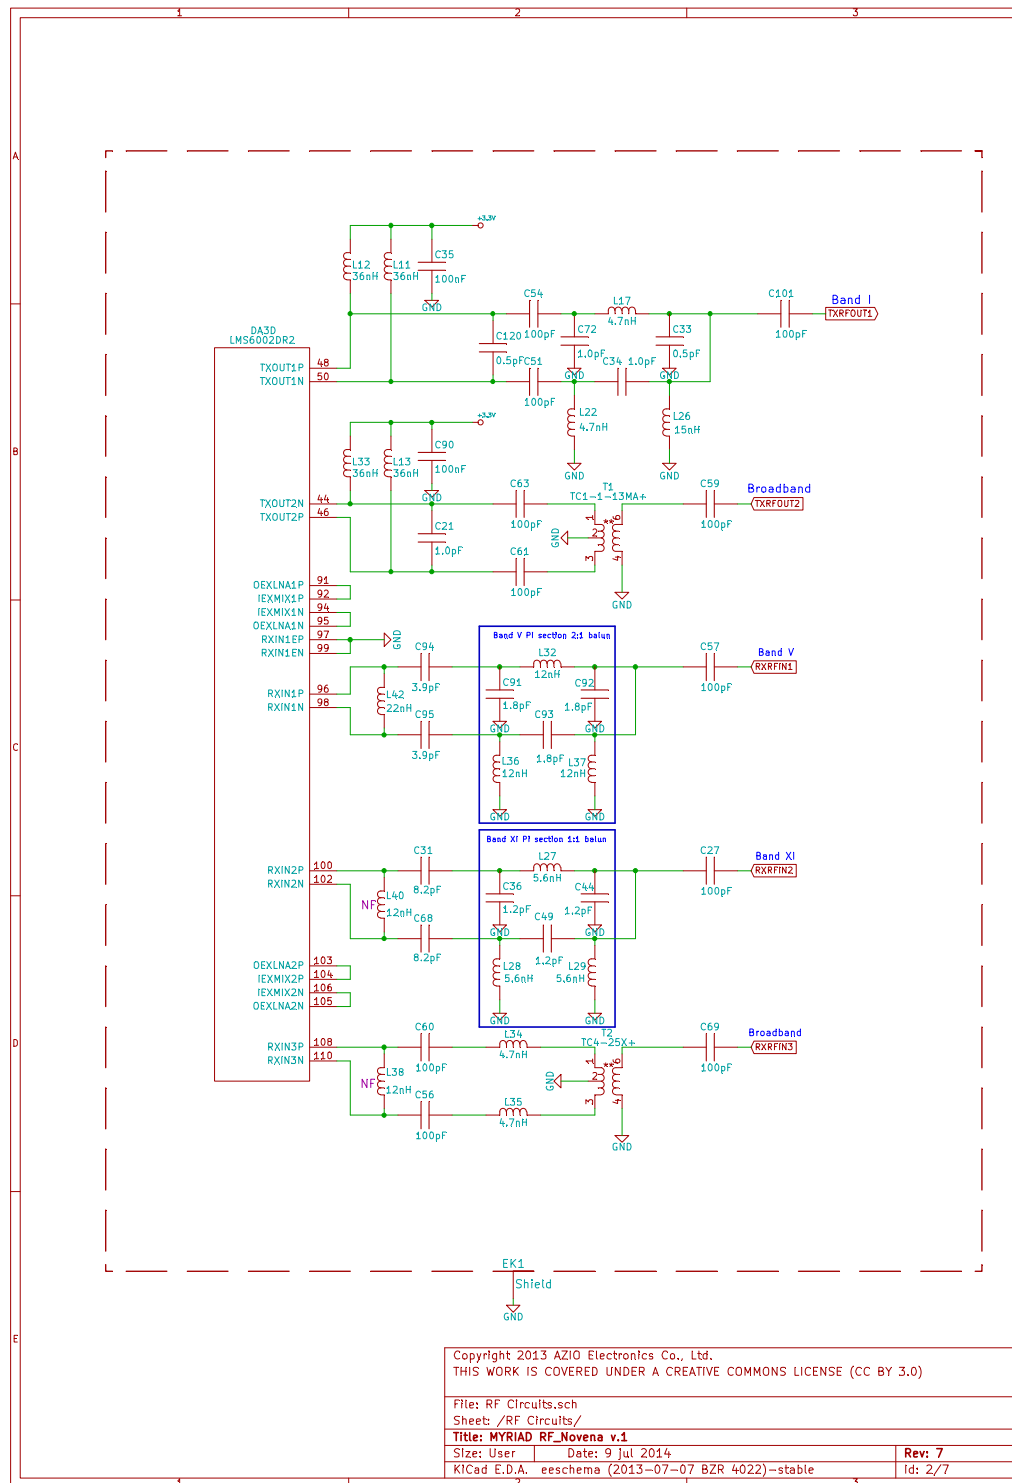 1 2 3
A
+3.3V
L12
36nH
L11
36nH
C35
100nF
GND
C54
100pF
L17
4.7nH
C101
100pF
Band I
TXRFOUT1
C120
0.5pF
C72
1.0pF
GND
C33
0.5pF
GND
C51
100pF
C34 1.0pF
L22
4.7nH
GND
L26
15nH
GND
DA3D
LMS6002DR2
TXOUT1P 48
TXOUT1N 50
B
+3.3V
L33
36nH
L13
36nH
C90
100nF
GND
TXOUT2N 44
TXOUT2P 46
C21
1.0pF
C63
100pF
C61
100pF
T1
TC1-1-13MA+
1
2
3
**
6
4
GND
GND
C59
100pF
Broadband
TXRFOUT2
OEXLNA1P 91
IEXMIX1P 92
IEXMIX1N 94
OEXLNA1N 95
RXIN1EP 97
RXIN1EN 99
GND
RXIN1P 96
RXIN1N 98
L42
22nH
C94
3.9pF
C95
3.9pF
Band V PI section 2:1 balun
L32
12nH
C91
1.8pF
GND
C92
1.8pF
GND
C93
1.8pF
L36
12nH
GND
L37
12nH
GND
C57
100pF
Band V
RXRFIN1
C
RXIN2P 100
RXIN2N 102
NF
L40
12nH
C31
8.2pF
C68
8.2pF
Band XI PI section 1:1 balun
L27
5.6nH
C36
1.2pF
GND
C44
1.2pF
GND
C49
1.2pF
L28
5.6nH
GND
L29
5.6nH
GND
C27
100pF
Band XI
RXRFIN2
OEXLNA2P 103
IEXMIX2P 104
IEXMIX2N 106
OEXLNA2N 105
D
RXIN3P 108
RXIN3N 110
NF
L38
12nH
C60
100pF
C56
100pF
L34
4.7nH
L35
4.7nH
T2
TC4-25X+
1
2
3
**
6
4
GND
GND
C69
100pF
Broadband
RXRFIN3
EK1
Shield
GND
E
Copyright 2013 AZIO Electronics Co., Ltd.
THIS WORK IS COVERED UNDER A CREATIVE COMMONS LICENSE (CC BY 3.0)
File: RF Circuits.sch
Sheet: /RF Circuits/
Title: MYRIAD RF_Novena v.1
Size: User Date: 9 jul 2014 Rev: 7
KiCad E.D.A. eeschema (2013-07-07 BZR 4022)-stable Id: 2/7
1 2 3